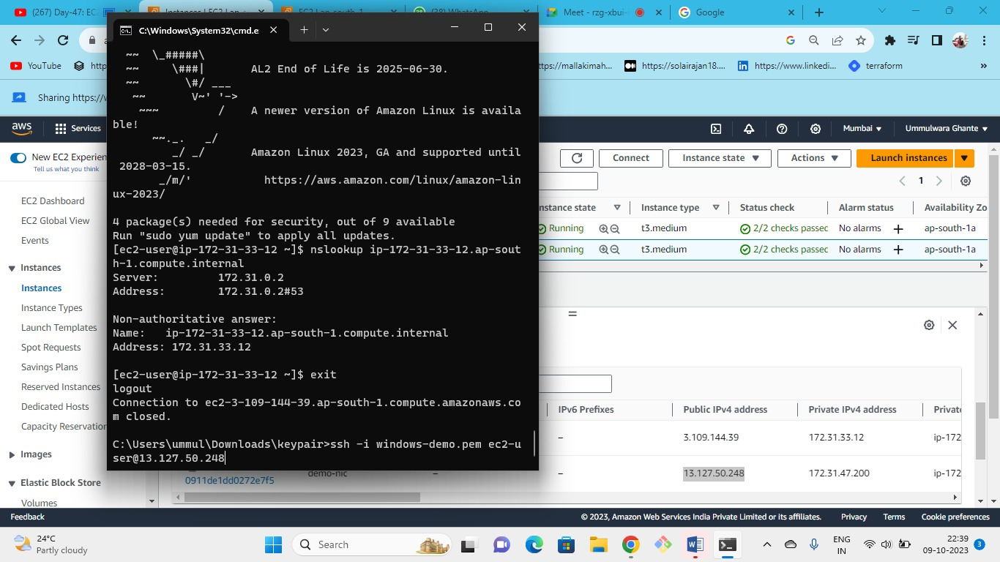 (267) Day-47: EC2
Instances | EC2 | ap-s
EC2 | ap-south-1
(38) WhatsApp
Meet - rzg-xbui-
Google
C:\Windows\System32\cmd.e
YouTube
http
ttps://mallakimah...
https://solairajan18....
https://www.linkedi...
terraform
»
Sharing https://v
aws
Services
Mumbai
Ummulwara Ghante
New EC2 Experien
Tell us what you think
EC2 Dashboard
EC2 Global View
Events
Instances
Instances
Instance Types
Launch Templates
Spot Requests
Savings Plans
Reserved Instances
Dedicated Hosts
Capacity Reservation
Images
Elastic Block Store
Volumes
~~  \_#####\
~~     \###|       AL2 End of Life is 2025-06-30.
~~       \#/ ___
~~       V~' '->
~~~         /    A newer version of Amazon Linux is availa
ble!
~~._.   _/
_/ _/       Amazon Linux 2023, GA and supported until
2028-03-15.
_/m/'           https://aws.amazon.com/linux/amazon-lin
ux-2023/
4 package(s) needed for security, out of 9 available
Run "sudo yum update" to apply all updates.
[ec2-user@ip-172-31-33-12 ~]$ nslookup ip-172-31-33-12.ap-sout
h-1.compute.internal
Server:         172.31.0.2
Address:        172.31.0.2#53
Non-authoritative answer:
Name:   ip-172-31-33-12.ap-south-1.compute.internal
Address: 172.31.33.12
[ec2-user@ip-172-31-33-12 ~]$ exit
logout
Connection to ec2-3-109-144-39.ap-south-1.compute.amazonaws.co
m closed.
C:\Users\ummul\Downloads\keypair>ssh -i windows-demo.pem ec2-u
ser@13.127.50.248
Connect
Instance state
Actions
Launch instances
1
nstance state
Instance type
Status check
Alarm status
Availability Zo
Running
t3.medium
2/2 checks passec
No alarms
ap-south-1a
Running
t3.medium
2/2 checks passec
No alarms
ap-south-1a
IPv6 Prefixes
Public IPv4 address
Private IPv4 address
Private
–
3.109.144.39
172.31.33.12
ip-172
0911de1dd0272e7f5
demo-nic
–
–
13.127.50.248
172.31.47.200
ip-172
Feedback
© 2023, Amazon Web Services India Private Limited or its affiliates.
Privacy
Terms
Cookie preferences
24°C
Partly cloudy
Search
ENG
IN
22:39
09-10-2023
3